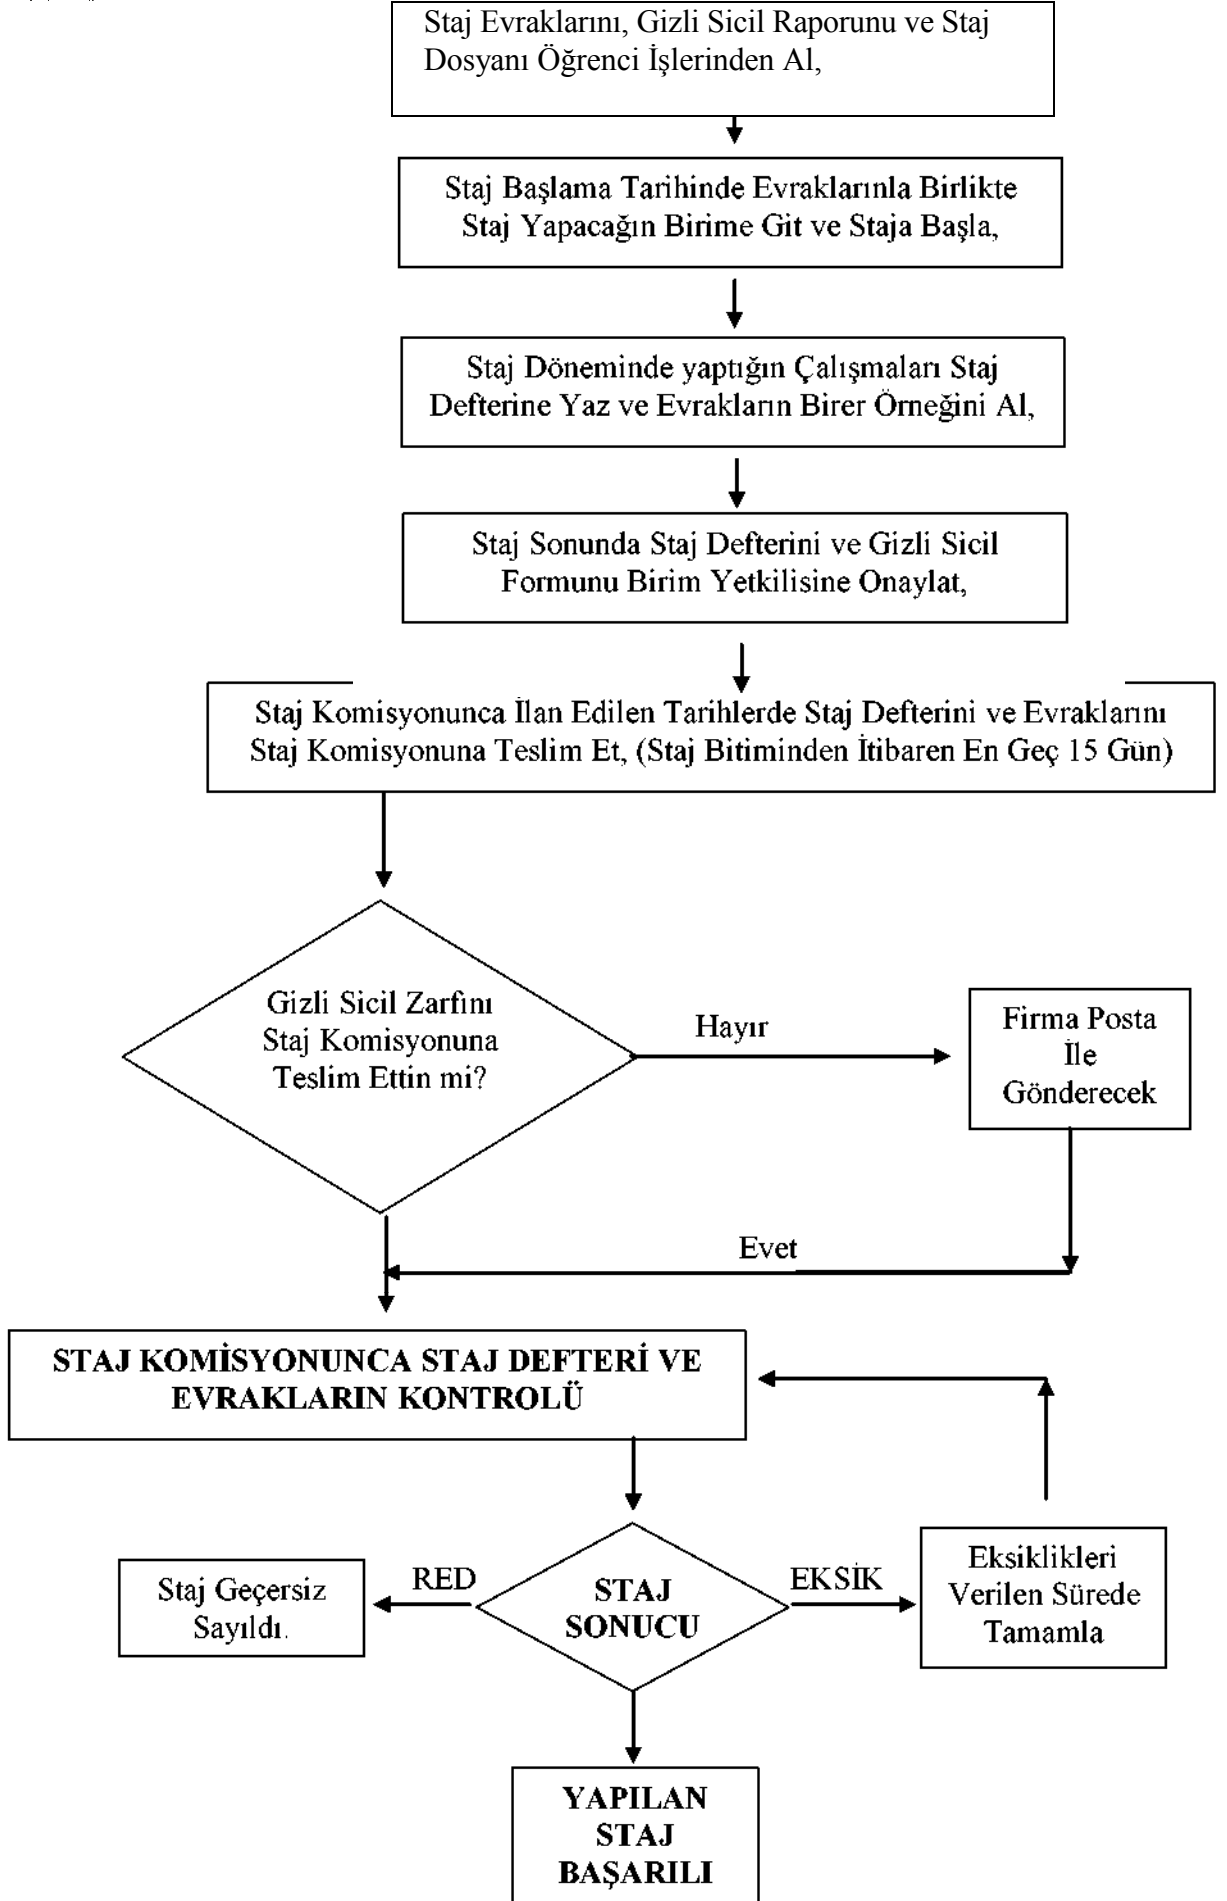 Staj Evraklarını, Gizli Sicil Raporunu ve Staj
Dosyanı Öğrenci İşlerinden Al,
Staj Başlama Tarihinde Evraklarınla Birlikte
Staj Yapacağın Birime Git ve Staja Başla,
Staj Döneminde yaptığın Çalışmaları Staj
Defterine Yaz ve Evrakların Birer Örneğini Al,
Staj Sonunda Staj Defterini ve Gizli Sicil
Formunu Birim Yetkilisine Onaylat,
Staj Komisyonunca İlan Edilen Tarihlerde Staj Defterini ve Evraklarını
Staj Komisyonuna Teslim Et, (Staj Bitiminden İtibaren En Geç 15 Gün)
Gizli Sicil Zarfını
Staj Komisyonuna
Teslim Ettin mi?
Hayır
Firma Posta
İle
Gönderecek
Evet
STAJ KOMİSYONUNCA STAJ DEFTERİ VE
EVRAKLARIN KONTROLÜ
Staj Geçersiz
Sayıldı.
RED
STAJ
SONUCU
EKSİK
Eksiklikleri
Verilen Sürede
Tamamla
YAPILAN
STAJ
BAŞARILI